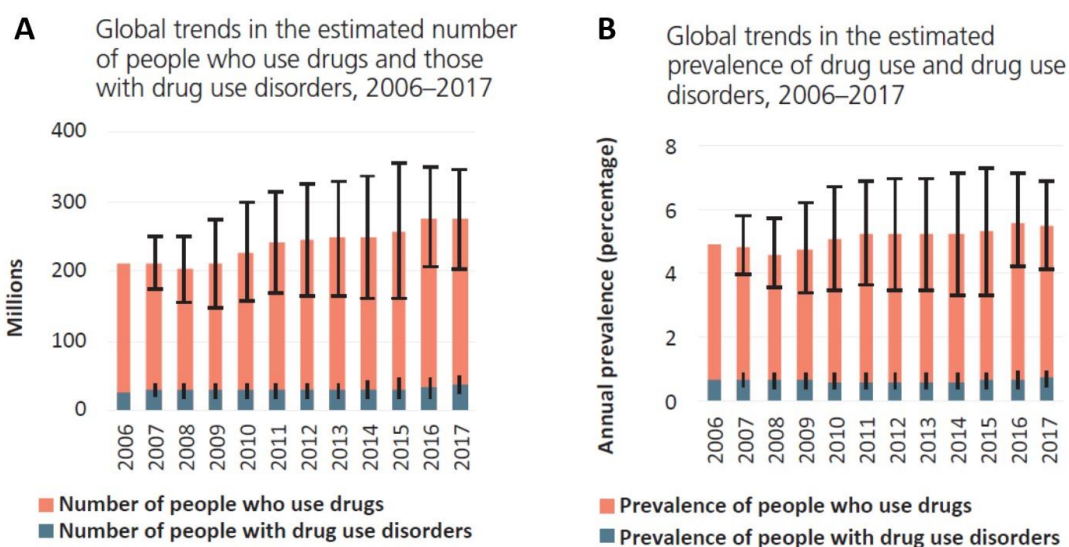 A
Global trends in the estimated number
of people who use drugs and those
with drug use disorders, 2006–2017
400
300
200
100
0
Millions
2006
2007
2008
2009
2010
2011
2012
2013
2014
2015
2016
2017
Number of people who use drugs
Number of people with drug use disorders
B
Global trends in the estimated
prevalence of drug use and drug use
disorders, 2006–2017
8
6
4
2
0
Annual prevalence (percentage)
2006
2007
2008
2009
2010
2011
2012
2013
2014
2015
2016
2017
Prevalence of people who use drugs
Prevalence of people with drug use disorders